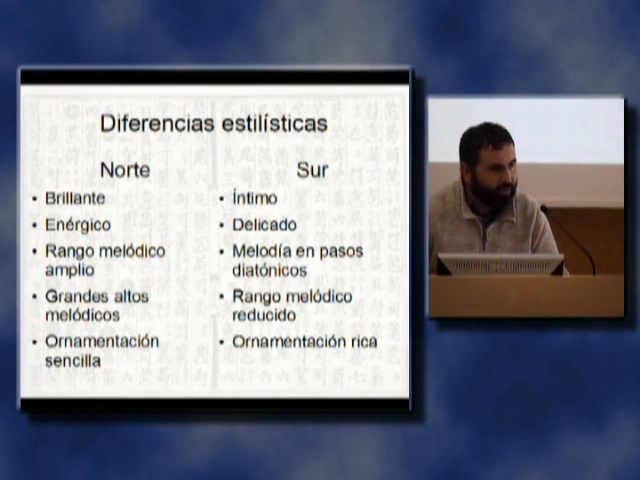 Diferencias estilísticas
Norte
• Brillante
• Enérgico
• Rango melódico
amplio
• Grandes altos
melódicos
• Ornamentación
sencilla
Sur
• Íntimo
• Delicado
• Melodía en pasos
diatónicos
• Rango melódico
reducido
• Ornamentación rica